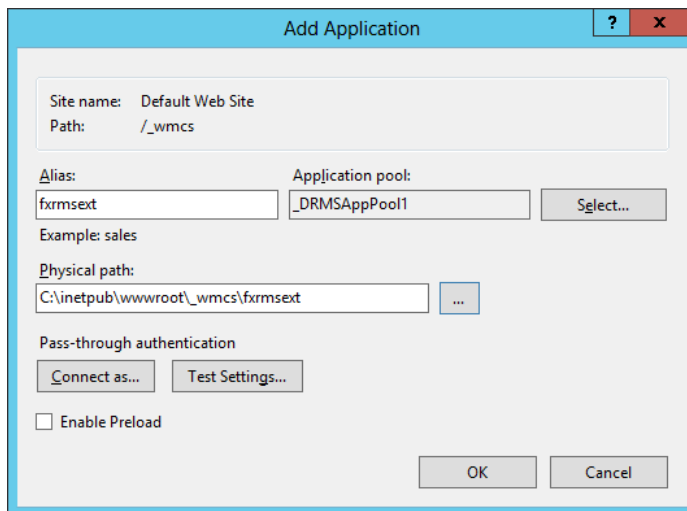 Add Application
?
x
Site name: Default Web Site
Path: /_wmcs
Alias: Application pool:
fxrmsext _DRMSAppPool1 Select...
Example: sales
Physical path:
C:\inetpub\wwwroot\_wmcs\fxrmsext ...
Pass-through authentication
Connect as... Test Settings...
Enable Preload
OK Cancel